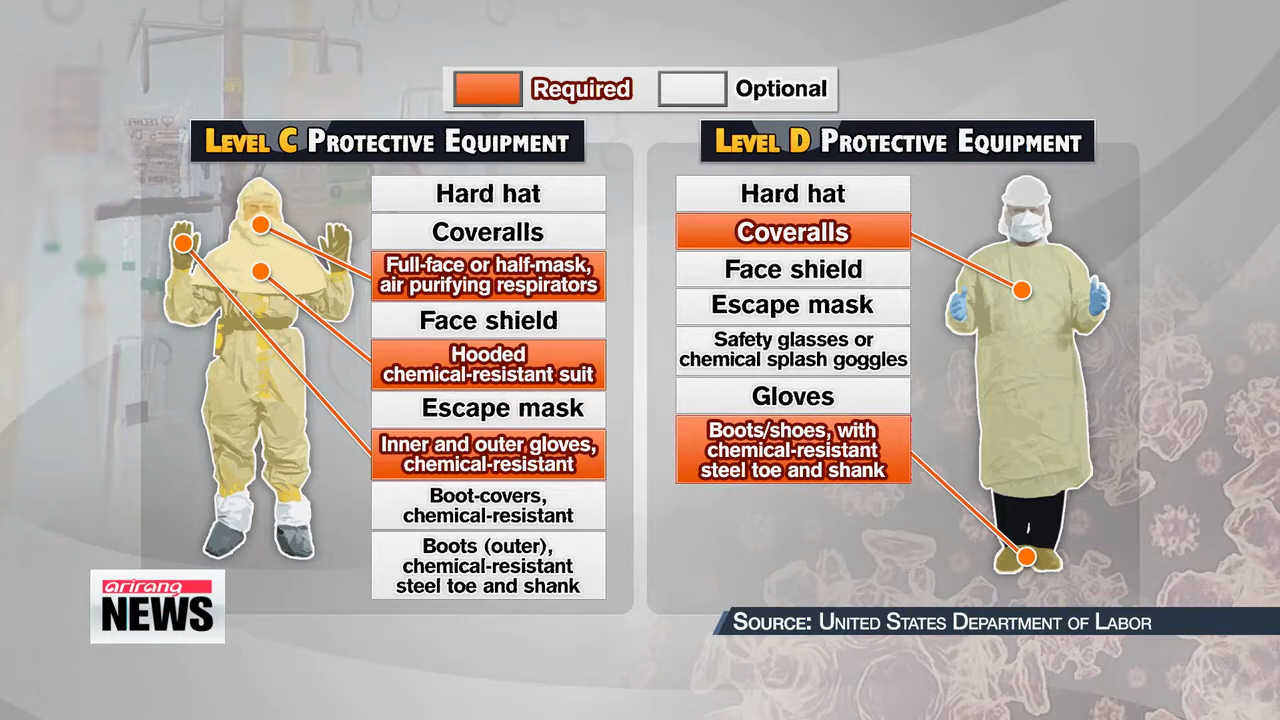 Required
Optional
LEVEL C PROTECTIVE EQUIPMENT
Hard hat
Coveralls
Full-face or half-mask,
air purifying respirators
Face shield
Hooded
chemical-resistant suit
Escape mask
Inner and outer gloves,
chemical-resistant
Boot-covers,
chemical-resistant
Boots (outer),
chemical-resistant
steel toe and shank
LEVEL D PROTECTIVE EQUIPMENT
Hard hat
Coveralls
Face shield
Escape mask
Safety glasses or
chemical splash goggles
Gloves
Boots/shoes, with
chemical-resistant
steel toe and shank
arirang
NEWS
SOURCE: UNITED STATES DEPARTMENT OF LABOR